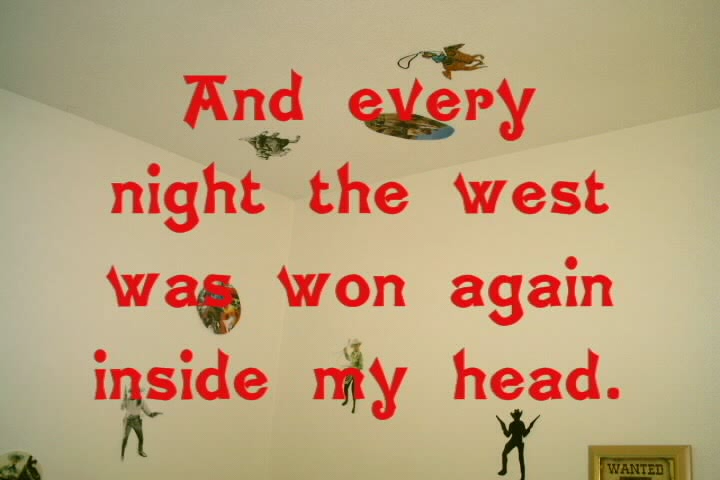 And every
night the west
was won again
inside my head.
WANTED